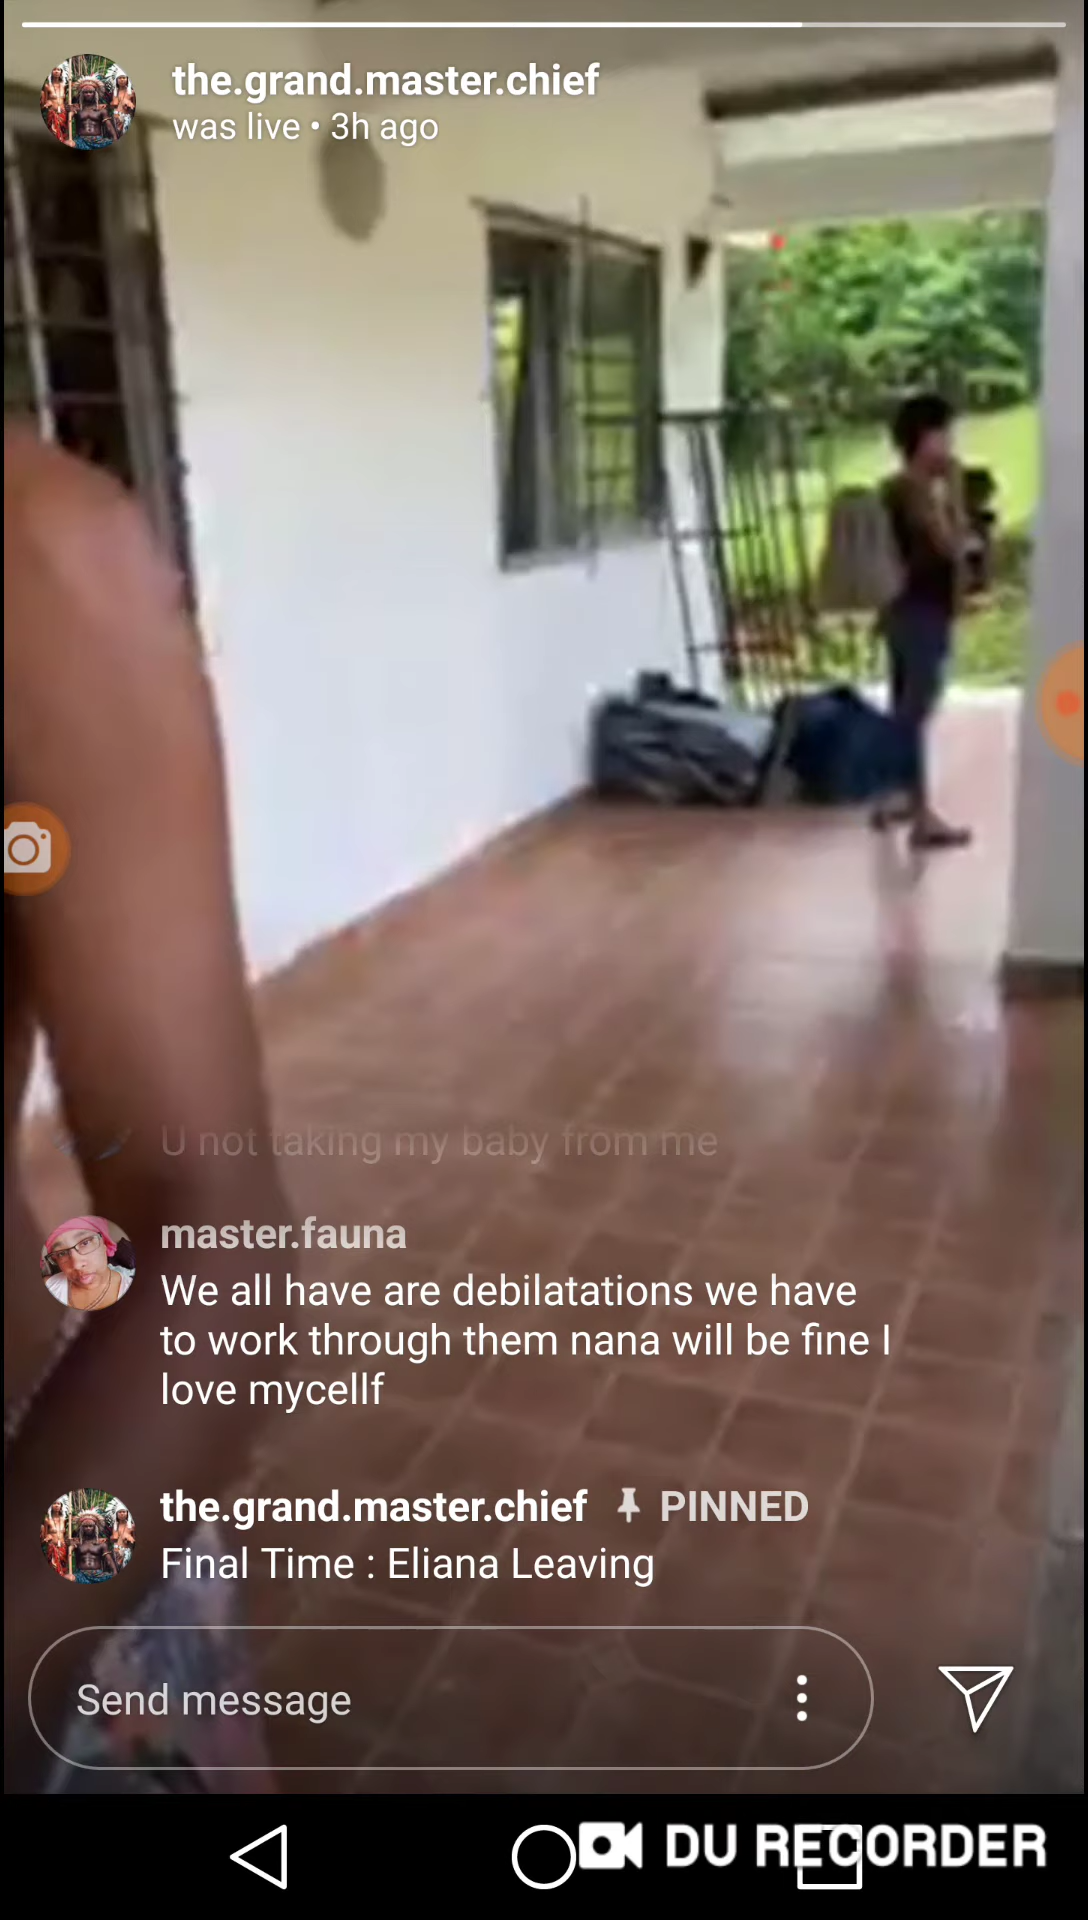 the.grand.master.chief
was live • 3h ago
U not taking my baby from me
master.fauna
We all have are debilatations we have
to work through them nana will be fine I
love mycellf
the.grand.master.chief PINNED
Final Time : Eliana Leaving
Send message
DU RECORDER